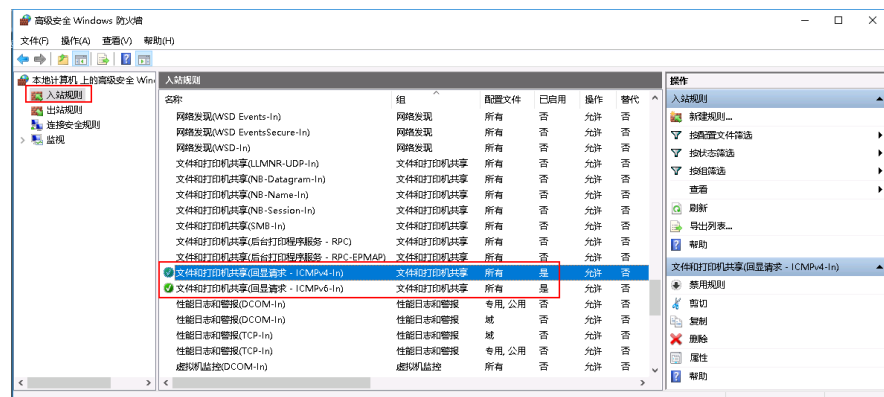 高级安全 Windows 防火墙
文件(F) 操作(A) 查看(V) 帮助(H)
本地计算机 上的高级安全 Win
入站规则
出站规则
连接安全规则
监视
入站规则
名称 组 配置文件 已启用 操作 替代
网络发现(WSD Events-In) 网络发现 所有 否 允许 否
网络发现(WSD EventsSecure-In) 网络发现 所有 否 允许 否
网络发现(WSD-In) 网络发现 所有 否 允许 否
文件和打印机共享(LLMNR-UDP-In) 文件和打印机共享 所有 否 允许 否
文件和打印机共享(NB-Datagram-In) 文件和打印机共享 所有 否 允许 否
文件和打印机共享(NB-Name-In) 文件和打印机共享 所有 否 允许 否
文件和打印机共享(NB-Session-In) 文件和打印机共享 所有 否 允许 否
文件和打印机共享(SMB-In) 文件和打印机共享 所有 否 允许 否
文件和打印机共享(后台打印程序服务 - RPC) 文件和打印机共享 所有 否 允许 否
文件和打印机共享(后台打印程序服务 - RPC-EPMAP) 文件和打印机共享 所有 否 允许 否
文件和打印机共享(回显请求 - ICMPv4-In) 文件和打印机共享 所有 是 允许 否
文件和打印机共享(回显请求 - ICMPv6-In) 文件和打印机共享 所有 是 允许 否
性能日志和警报(DCOM-In) 性能日志和警报 专用, 公用 否 允许 否
性能日志和警报(DCOM-In) 性能日志和警报 域 否 允许 否
性能日志和警报(TCP-In) 性能日志和警报 域 否 允许 否
性能日志和警报(TCP-In) 性能日志和警报 专用, 公用 否 允许 否
虚拟机监控(DCOM-In) 虚拟机监控 所有 否 允许 否
操作
入站规则
新建规则...
按配置文件筛选
按状态筛选
按组筛选
查看
刷新
导出列表...
帮助
文件和打印机共享(回显请求 - ICMPv4-In)
禁用规则
剪切
复制
删除
属性
帮助